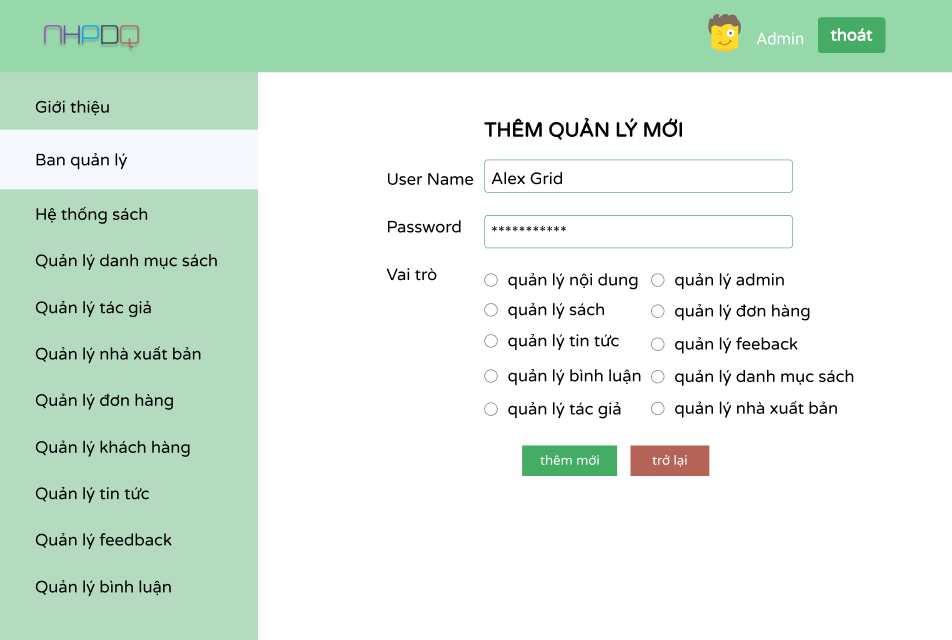 NHPDQ
Admin
thoát
Giới thiệu
Ban quản lý
Hệ thống sách
Quản lý danh mục sách
Quản lý tác giả
Quản lý nhà xuất bản
Quản lý đơn hàng
Quản lý khách hàng
Quản lý tin tức
Quản lý feedback
Quản lý bình luận
THÊM QUẢN LÝ MỚI
User Name Alex Grid
Password ***********
Vai trò
quản lý nội dung quản lý admin
quản lý sách quản lý đơn hàng
quản lý tin tức quản lý feeback
quản lý bình luận quản lý danh mục sách
quản lý tác giả quản lý nhà xuất bản
thêm mới trở lại